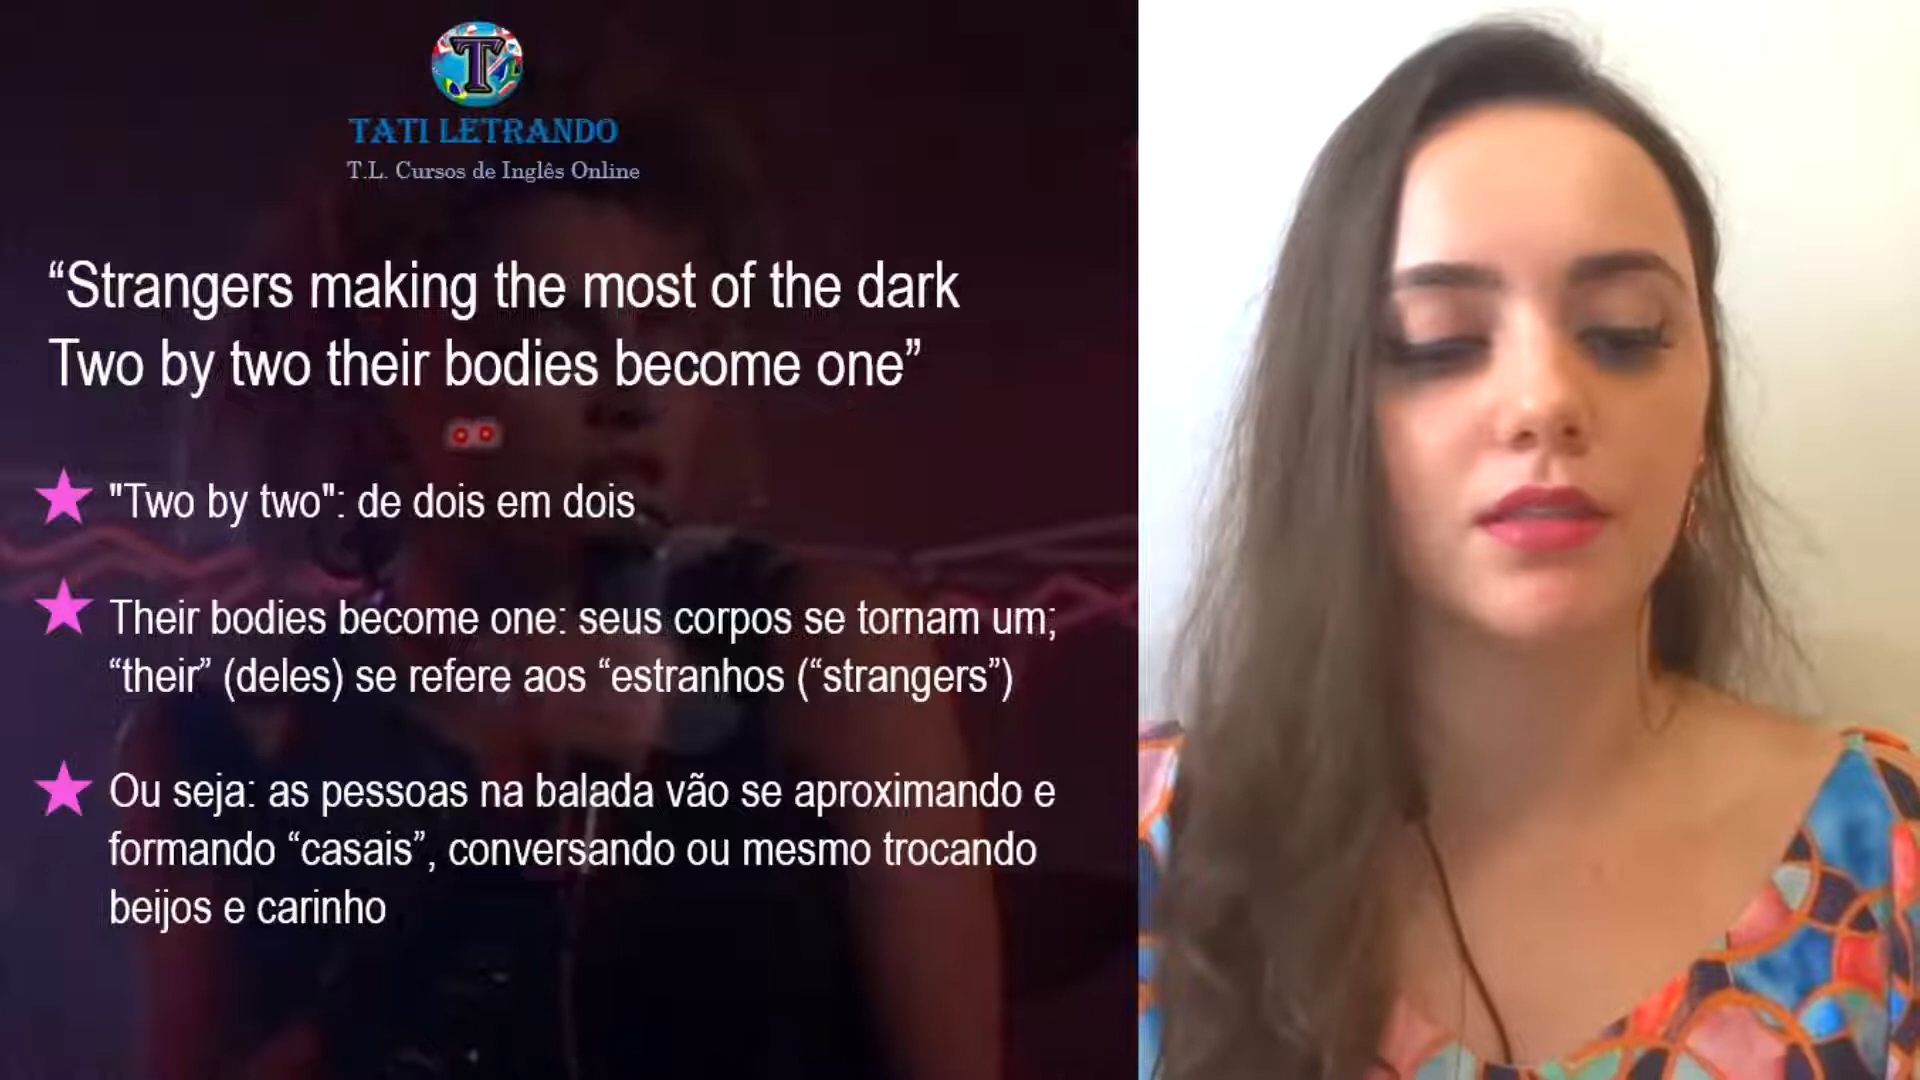 T
TATI LETRANDO
T.L. Cursos de Inglês Online
“Strangers making the most of the dark
Two by two their bodies become one”
"Two by two": de dois em dois
Their bodies become one: seus corpos se tornam um;
“their” (deles) se refere aos “estranhos (“strangers”)
Ou seja: as pessoas na balada vão se aproximando e
formando “casais”, conversando ou mesmo trocando
beijos e carinho